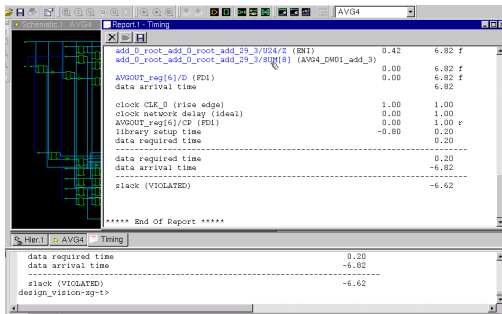 AVG4
Schematic.1 AVG4
Report.1 - Timing
add_0_root_add_0_root_add_29_3/U24/Z (ENI) 0.42 6.82 f
add_0_root_add_0_root_add_29_3/SUM[8] (AVG4_DW01_add_3)
0.00 6.82 f
AVGOUT_reg[6]/D (FD1) 0.00 6.82 f
data arrival time 6.82
clock CLK_0 (rise edge) 1.00 1.00
clock network delay (ideal) 0.00 1.00
AVGOUT_reg[6]/CP (FD1) 0.00 1.00 r
library setup time -0.80 0.20
data required time 0.20
--------------------------------------------------------------------------
data required time 0.20
data arrival time -6.82
--------------------------------------------------------------------------
slack (VIOLATED) -6.62
***** End Of Report *****
Hier.1 AVG4 Timing
data required time 0.20
data arrival time -6.82
--------------------------------------------------------------------------
slack (VIOLATED) -6.62
design_vision-xg-t>